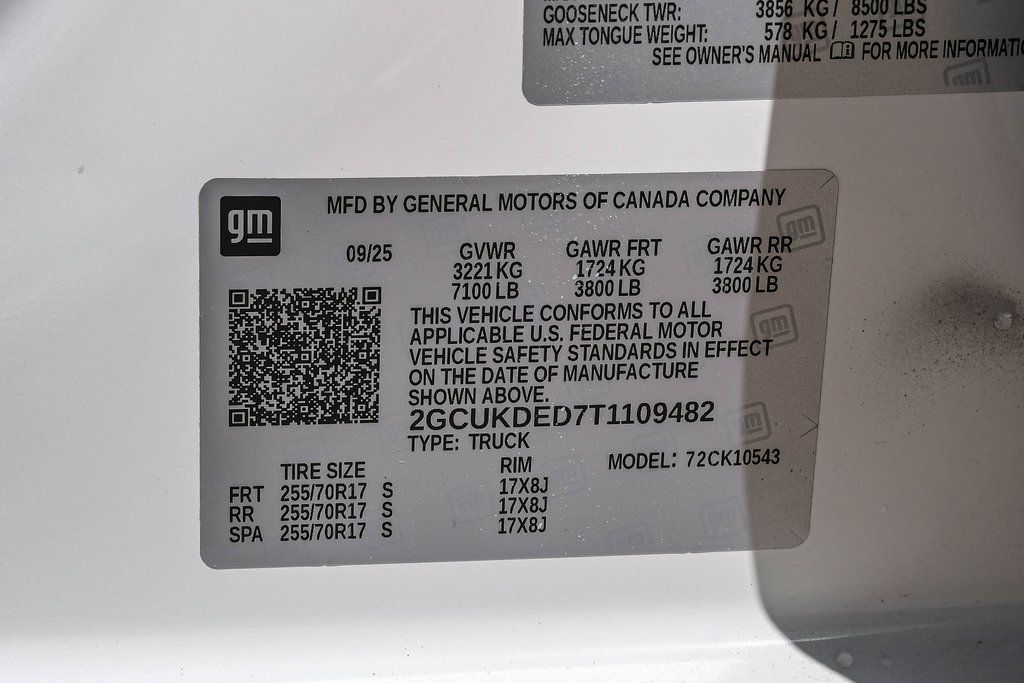 GOOSENECK TWR: 3856 KG / 8500 LBS
MAX TONGUE WEIGHT: 578 KG / 1275 LBS
SEE OWNER'S MANUAL FOR MORE
gm
MFD BY GENERAL MOTORS OF CANADA COMPANY
gm
09/25 GVWR GAWR FRT GAWR RR
3221 KG 1724 KG 1724 KG
7100 LB 3800 LB 3800 LB
THIS VEHICLE CONFORMS TO ALL
APPLICABLE U.S. FEDERAL MOTOR
VEHICLE SAFETY STANDARDS IN EFFECT
ON THE DATE OF MANUFACTURE
SHOWN ABOVE.
2GCUKDED7T1109482
TYPE: TRUCK
MODEL: 72CK10543
TIRE SIZE RIM
FRT 255/70R17 S 17X8J
RR 255/70R17 S 17X8J
SPA 255/70R17 S 17X8J